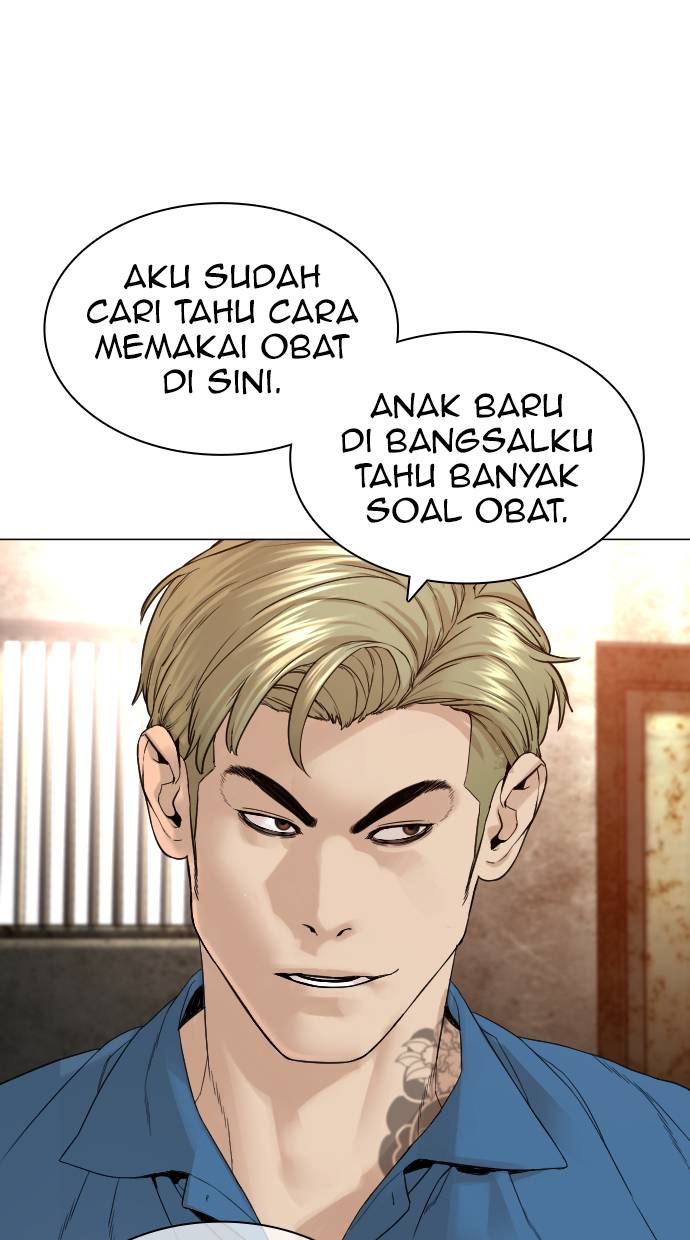 AKU SUDAH
CARI TAHU CARA
MEMAKAI OBAT
DI SINI.
ANAK BARU
DI BANGSALKU
TAHU BANYAK
SOAL OBAT.